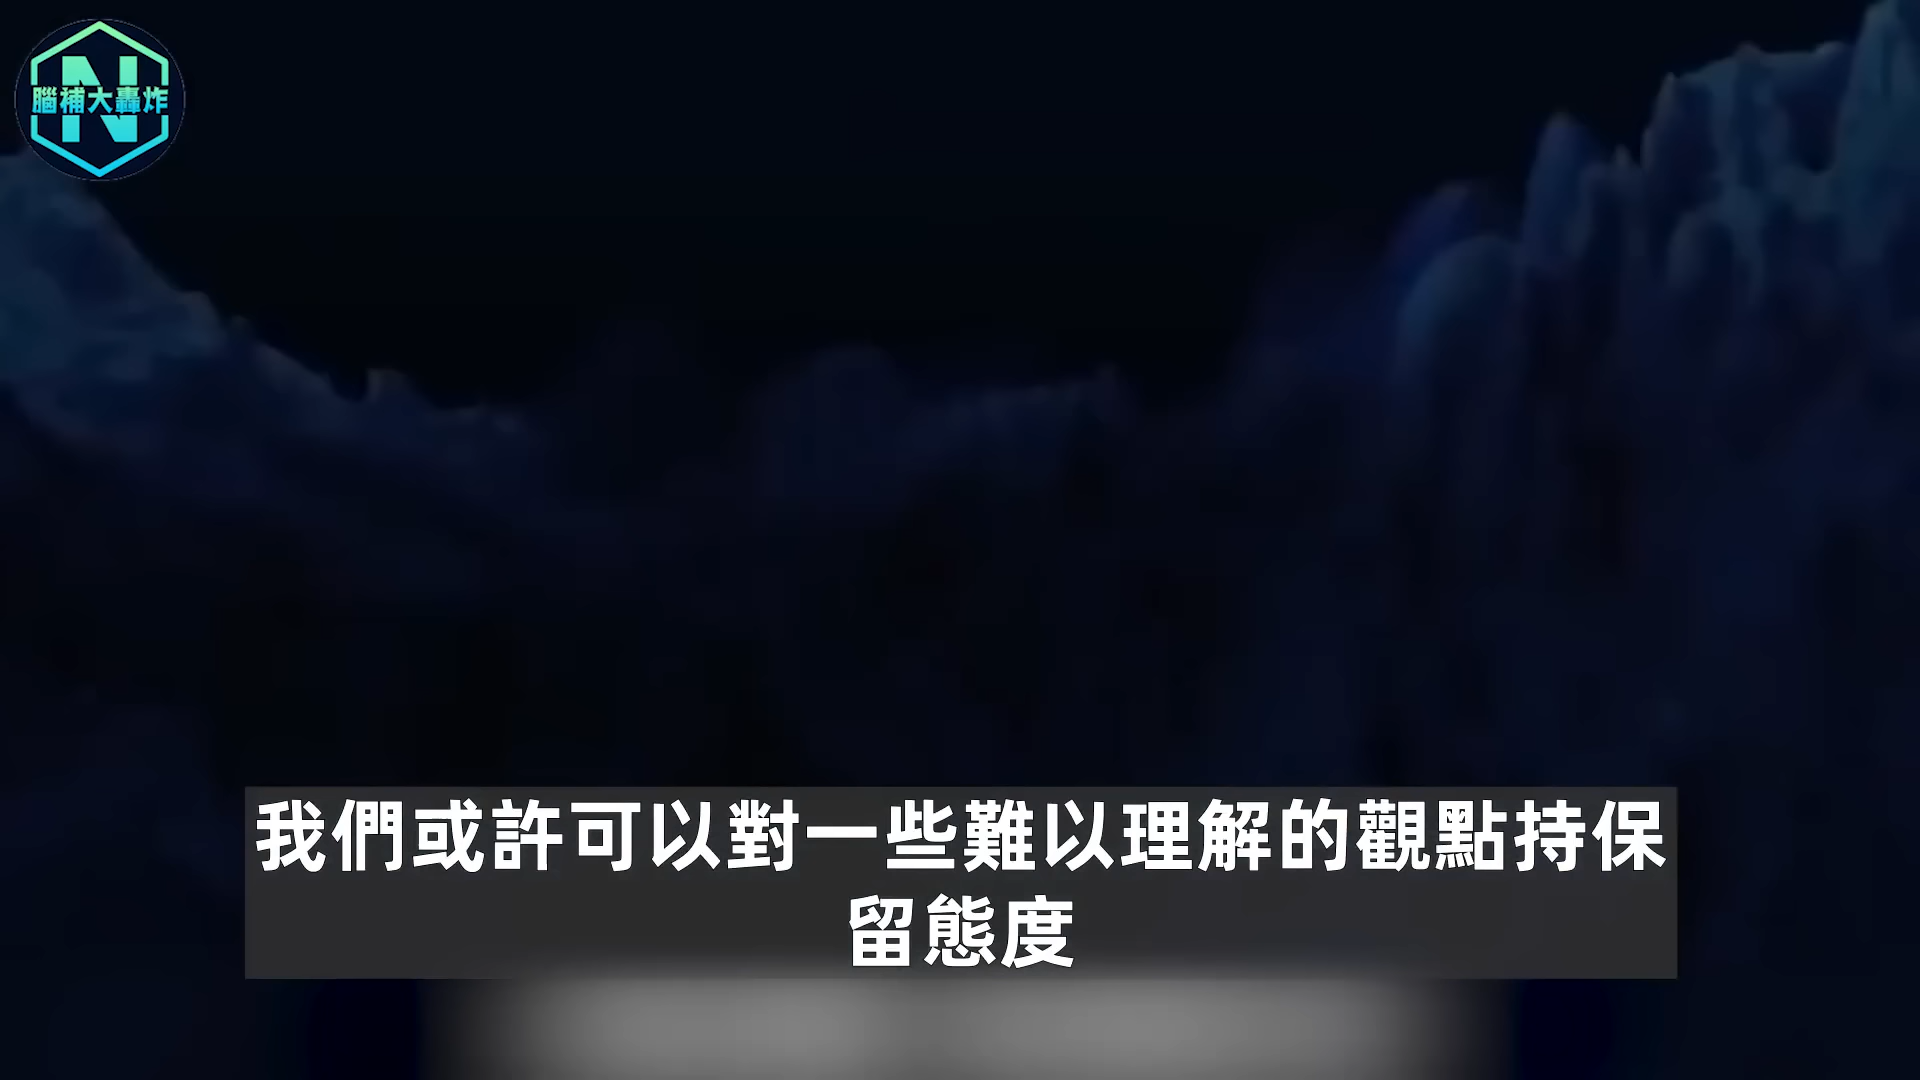 N
腦補大轟炸
我們或許可以對一些難以理解的觀點持保
留態度